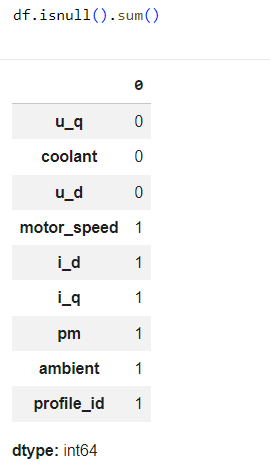 df.isnull().sum()
0
u_q 0
coolant 0
u_d 0
motor_speed 1
i_d 1
i_q 1
pm 1
ambient 1
profile_id 1
dtype: int64